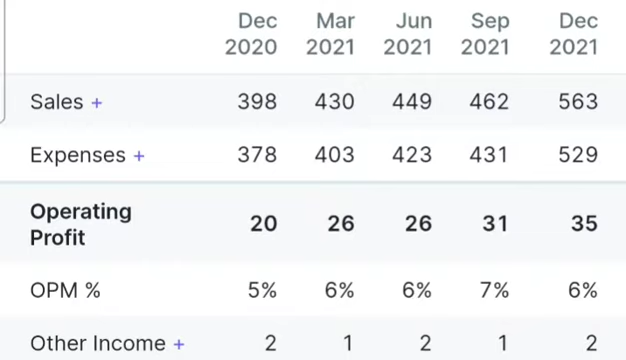 Dec Mar Jun Sep Dec
2020 2021 2021 2021 2021
Sales + 398 430 449 462 563
Expenses + 378 403 423 431 529
Operating
Profit 20 26 26 31 35
OPM % 5% 6% 6% 7% 6%
Other Income + 2 1 2 1 2